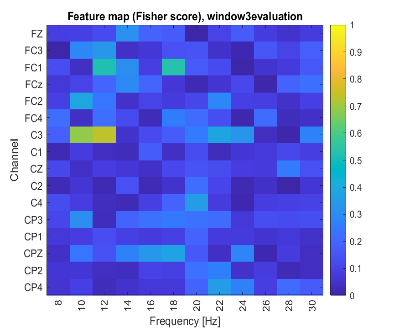 Feature map (Fisher score), window3evaluation
Channel
FZ
FC3
FC1
FCz
FC2
FC4
C3
C1
CZ
C2
C4
CP3
CP1
CPZ
CP2
CP4
8 10 12 14 16 18 20 22 24 26 28 30
Frequency [Hz]
1
0.9
0.8
0.7
0.6
0.5
0.4
0.3
0.2
0.1
0